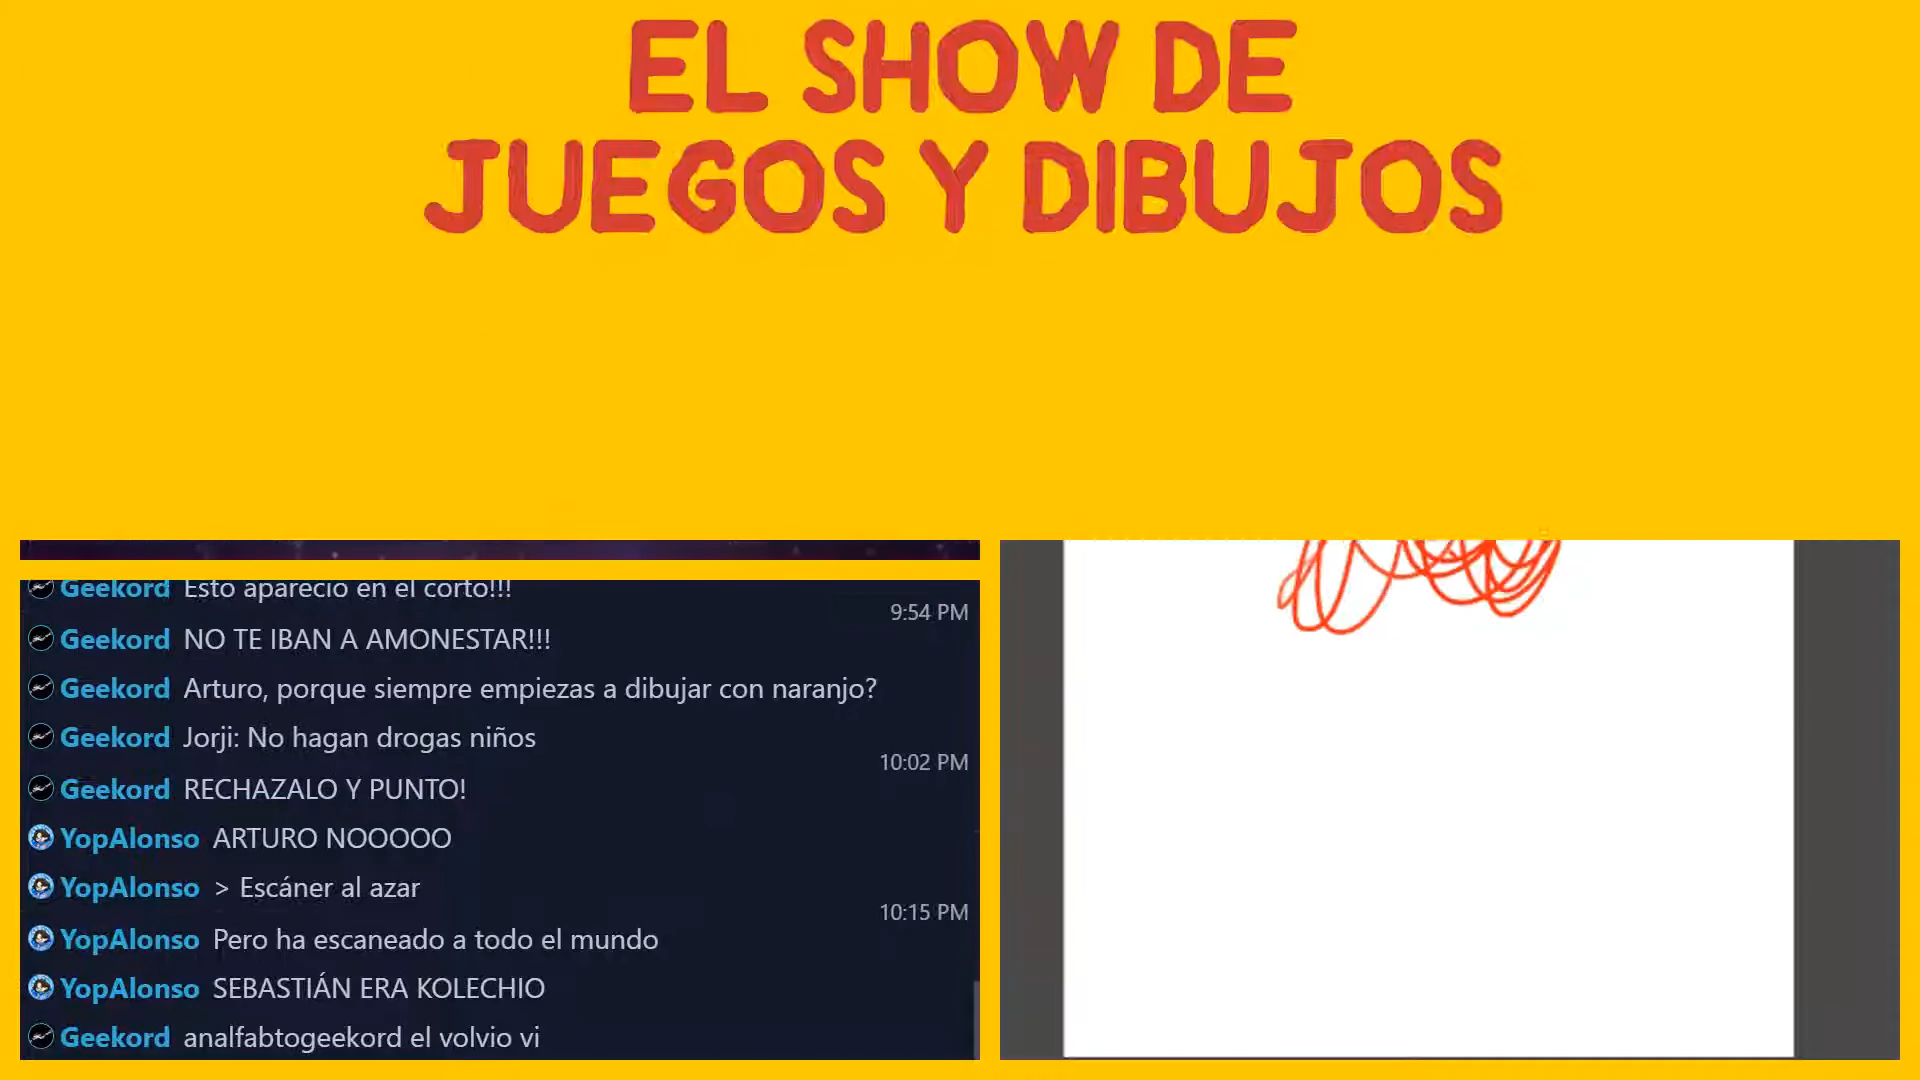 EL SHOW DE
JUEGOS Y DIBUJOS
Geekord Esto aparecio en el corto!!!
9:54 PM
Geekord NO TE IBAN A AMONESTAR!!!
Geekord Arturo, porque siempre empiezas a dibujar con naranjo?
Geekord Jorji: No hagan drogas niños
10:02 PM
Geekord RECHAZALO Y PUNTO!
YopAlonso ARTURO NOOOOO
YopAlonso > Escáner al azar
10:15 PM
YopAlonso Pero ha escaneado a todo el mundo
YopAlonso SEBASTIÁN ERA KOLECHIO
Geekord analfabtogeekord el volvio vi